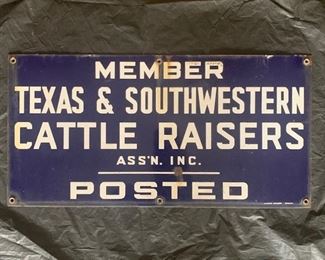 MEMBER
TEXAS & SOUTHWESTERN
CATTLE RAISERS
ASS'N. INC.
POSTED